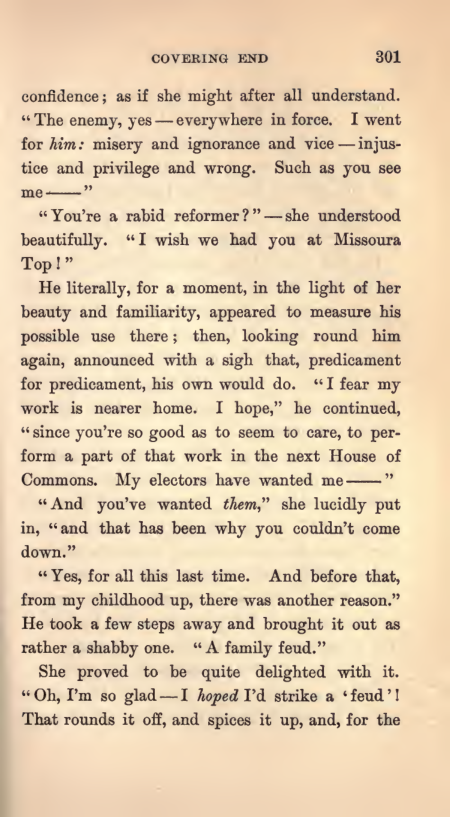 COVERING END 301
confidence; as if she might after all understand.
"The enemy, yes — everywhere in force. I went
for him: misery and ignorance and vice — injus-
tice and privilege and wrong. Such as you see
me——"
"You're a rabid reformer?" — she understood
beautifully. "I wish we had you at Missoura
Top!"
He literally, for a moment, in the light of her
beauty and familiarity, appeared to measure his
possible use there; then, looking round him
again, announced with a sigh that, predicament
for predicament, his own would do. "I fear my
work is nearer home. I hope," he continued,
"since you're so good as to seem to care, to per-
form a part of that work in the next House of
Commons. My electors have wanted me——"
"And you've wanted them," she lucidly put
in, "and that has been why you couldn't come
down."
"Yes, for all this last time. And before that,
from my childhood up, there was another reason."
He took a few steps away and brought it out as
rather a shabby one. "A family feud."
She proved to be quite delighted with it.
"Oh, I'm so glad — I hoped I'd strike a 'feud'!
That rounds it off, and spices it up, and, for the